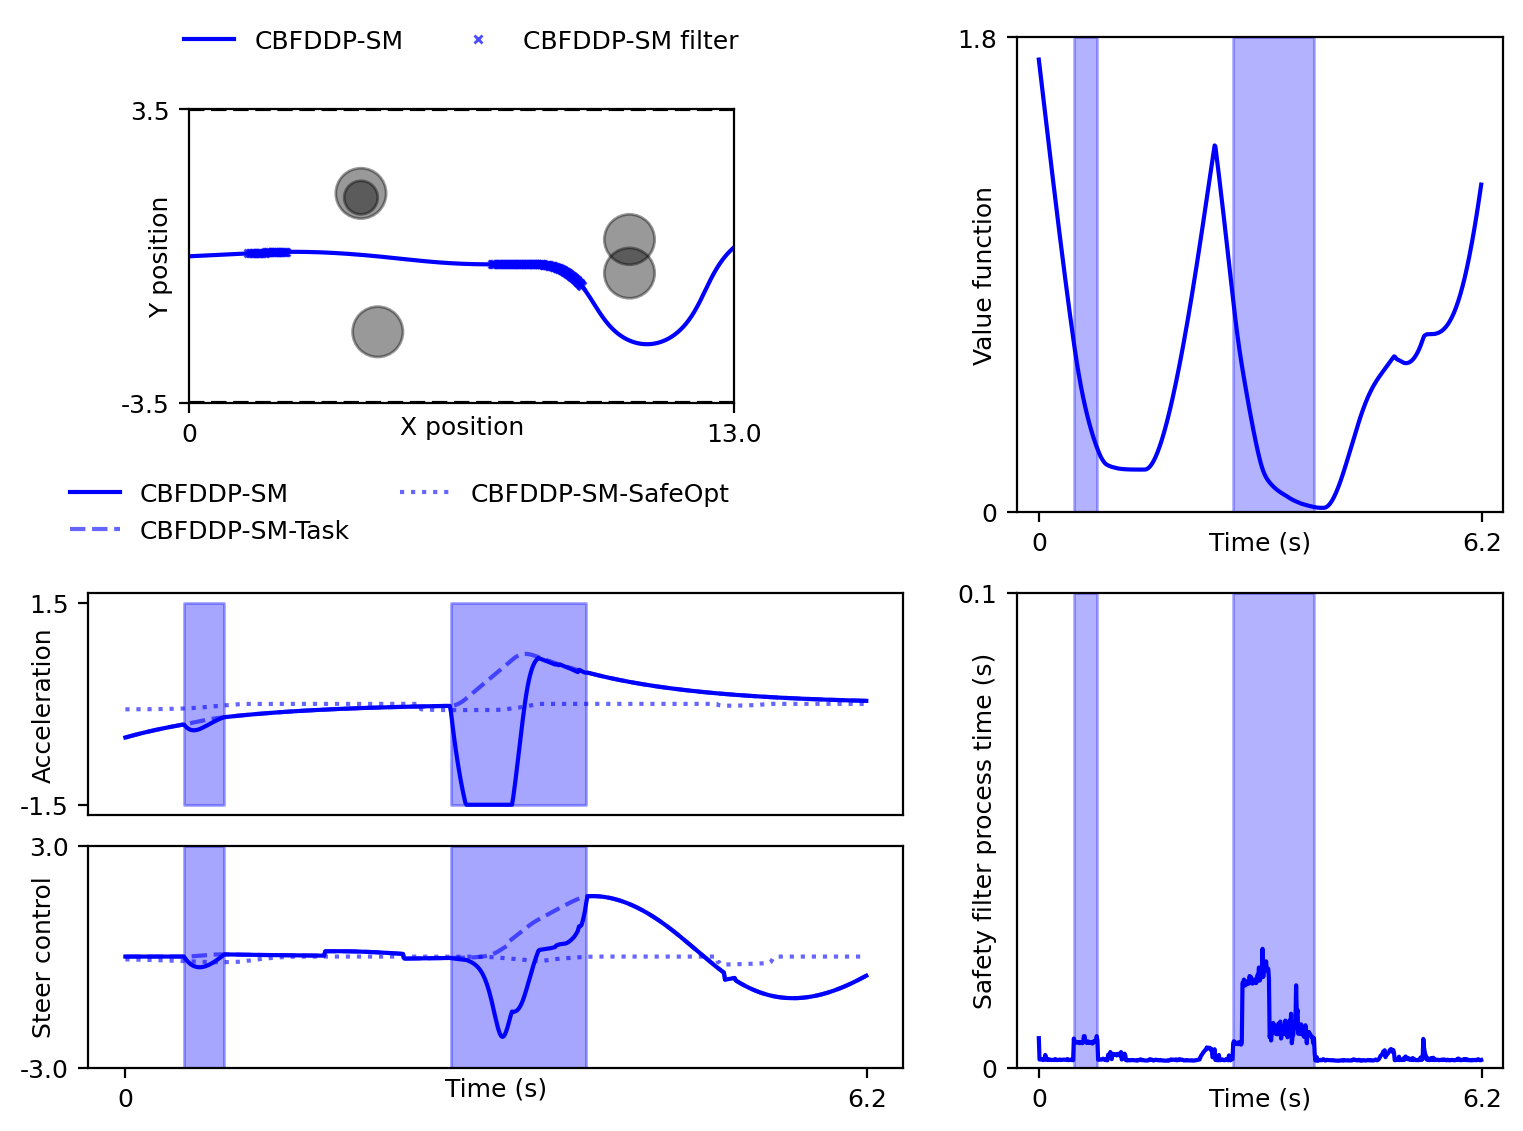 CBFDDP-SM
CBFDDP-SM filter
3.5
Y position
-3.5
0
X position
13.0
1.8
Value function
0
0
Time (s)
6.2
CBFDDP-SM
CBFDDP-SM-SafeOpt
CBFDDP-SM-Task
1.5
Acceleration
-1.5
3.0
Steer control
-3.0
0
Time (s)
6.2
0.1
Safety filter process time (s)
0
0
Time (s)
6.2